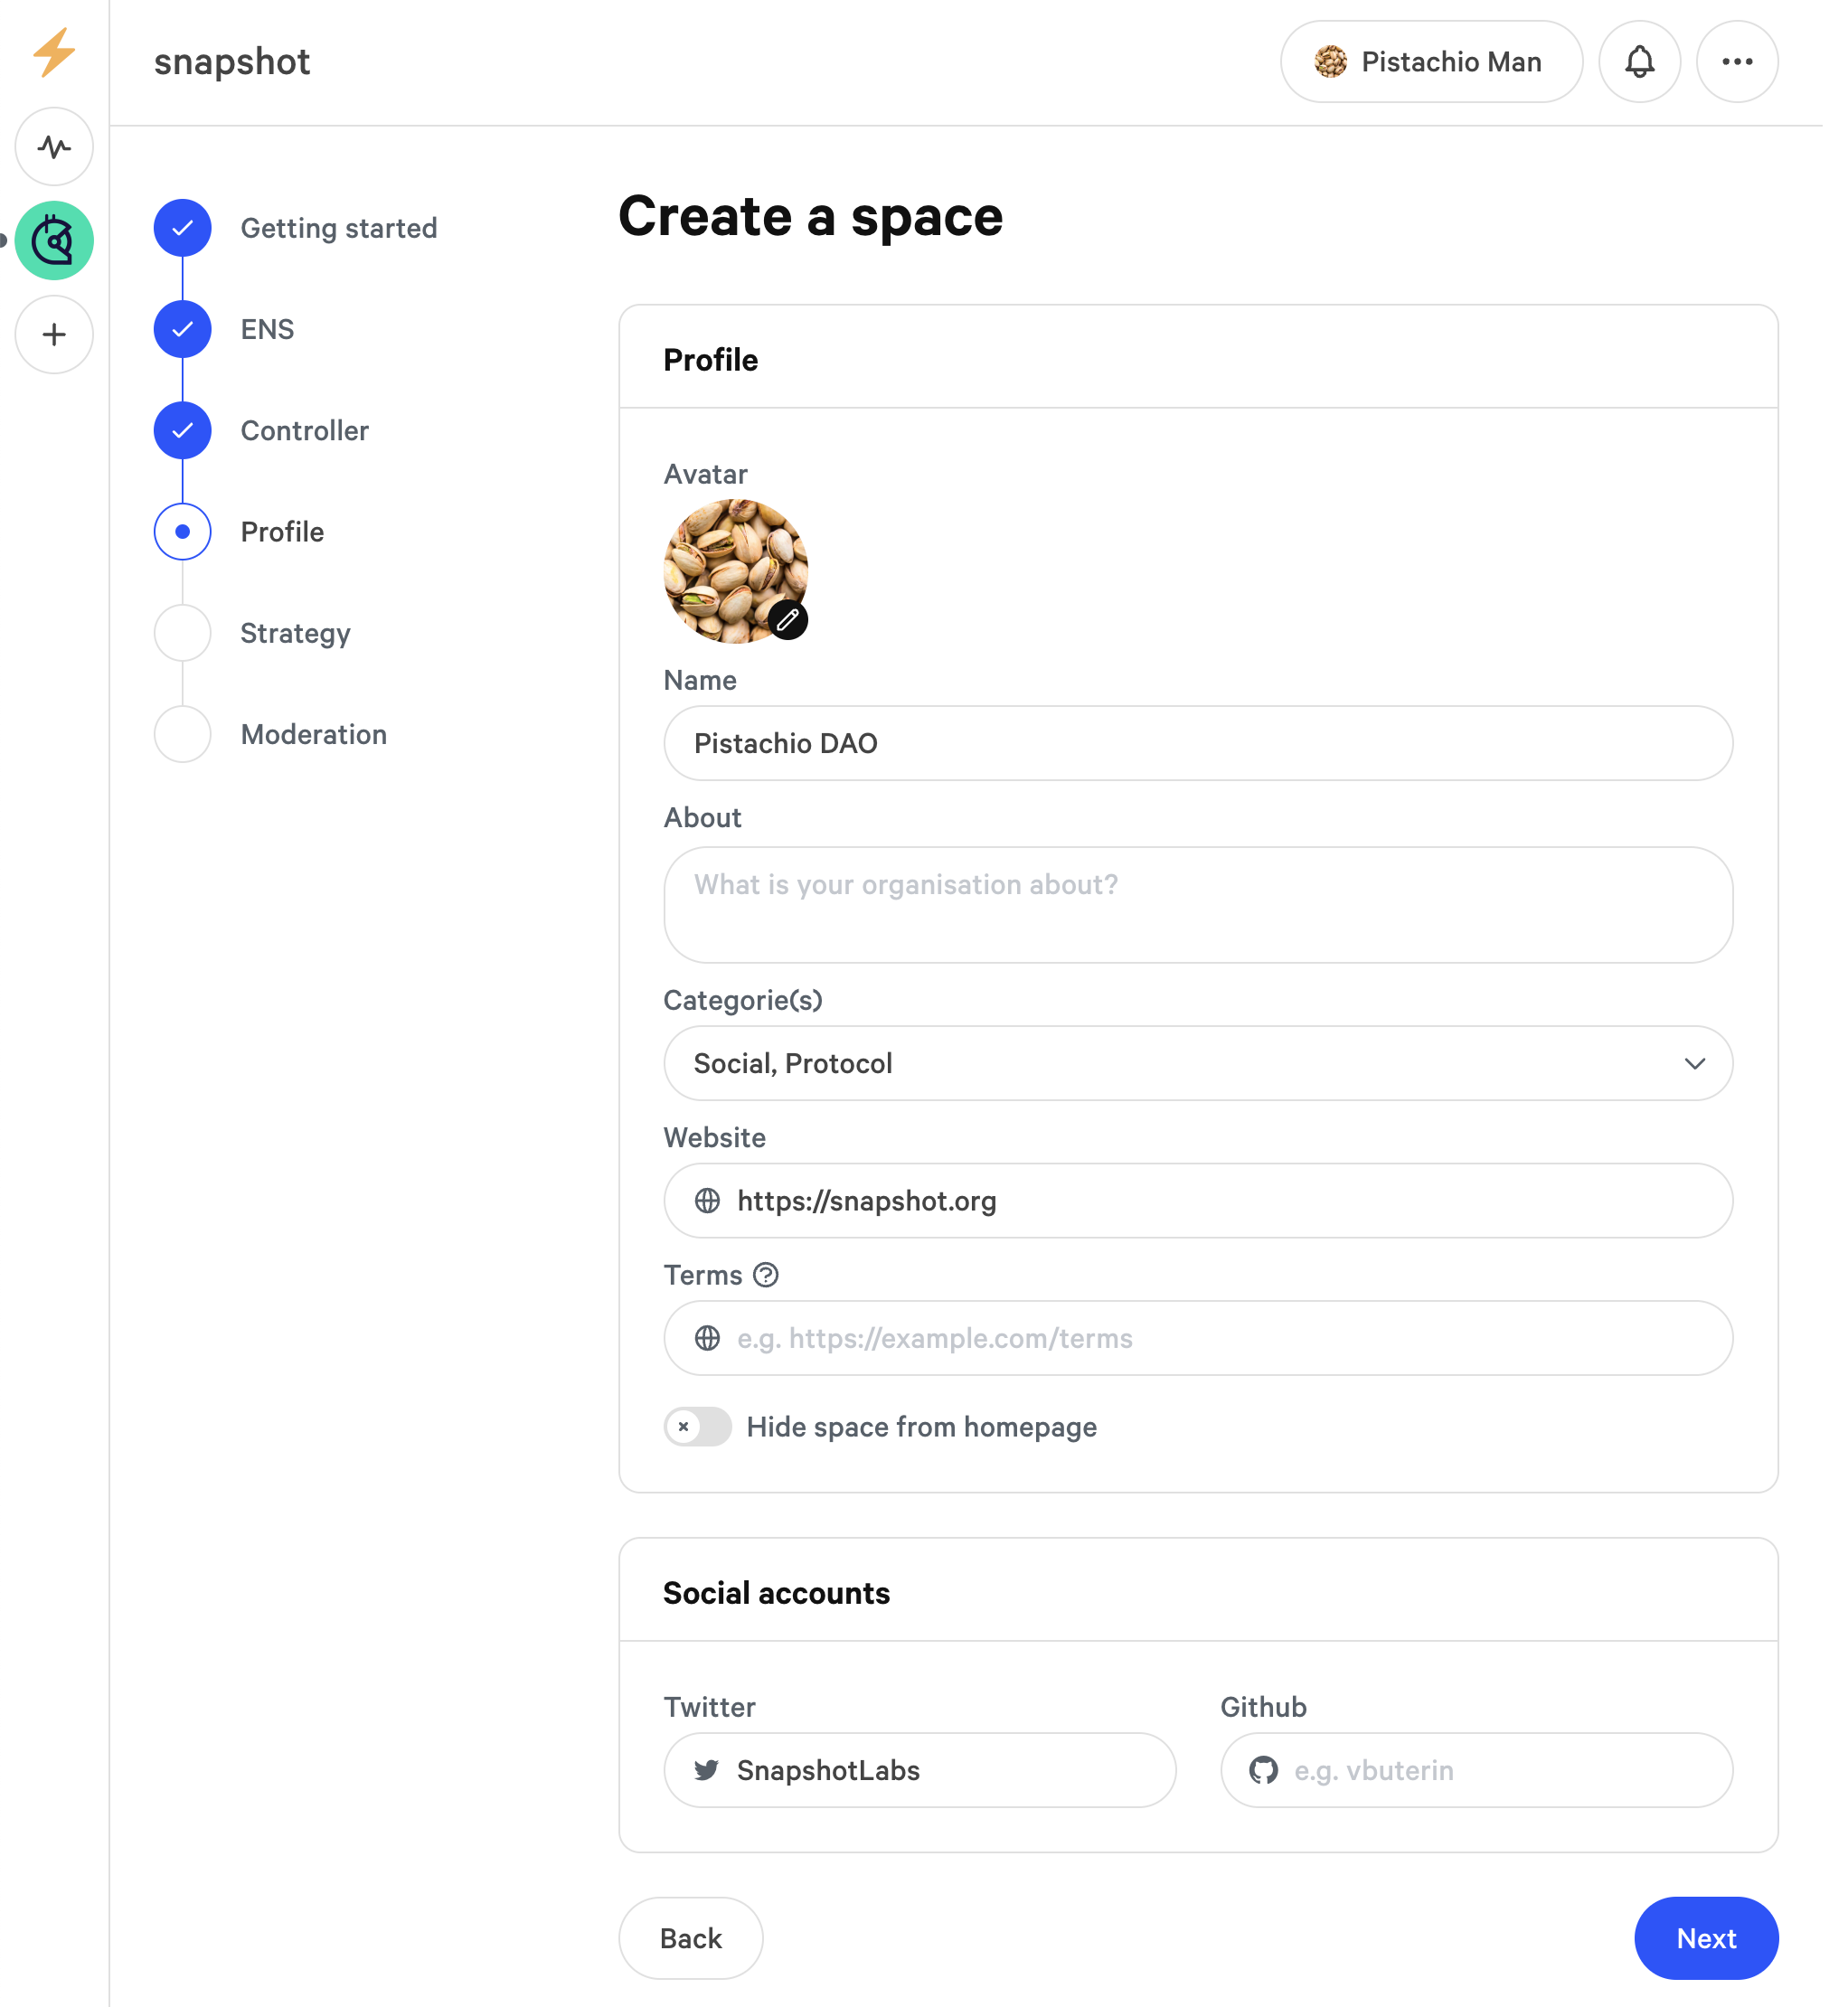 snapshot
Pistachio Man
Getting started
ENS
Controller
Profile
Strategy
Moderation
Create a space
Profile
Avatar
Name
Pistachio DAO
About
What is your organisation about?
Categorie(s)
Social, Protocol
Website
https://snapshot.org
Terms
e.g. https://example.com/terms
Hide space from homepage
Social accounts
Twitter
Github
SnapshotLabs
e.g. vbuterin
Back
Next